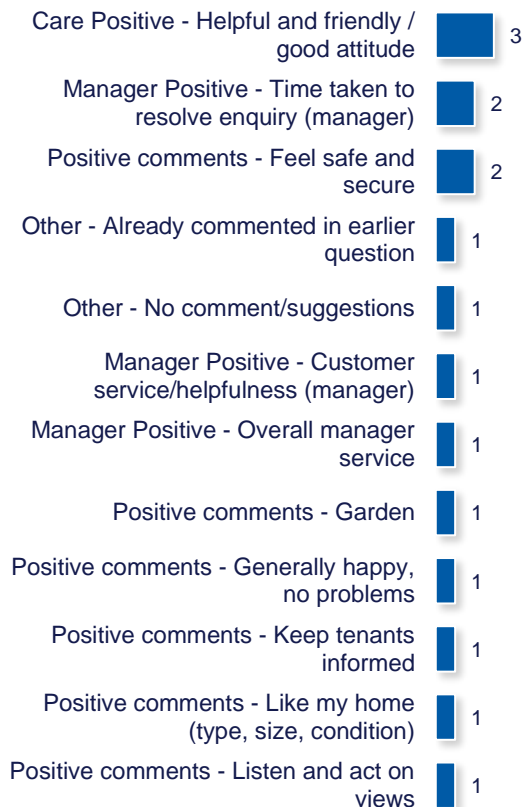 Care Positive - Helpful and friendly /
good attitude
3
Manager Positive - Time taken to
resolve enquiry (manager)
2
Positive comments - Feel safe and
secure
2
Other - Already commented in earlier
question
1
Other - No comment/suggestions
1
Manager Positive - Customer
service/helpfulness (manager)
1
Manager Positive - Overall manager
service
1
Positive comments - Garden
1
Positive comments - Generally happy,
no problems
1
Positive comments - Keep tenants
informed
1
Positive comments - Like my home
(type, size, condition)
1
Positive comments - Listen and act on
views
1